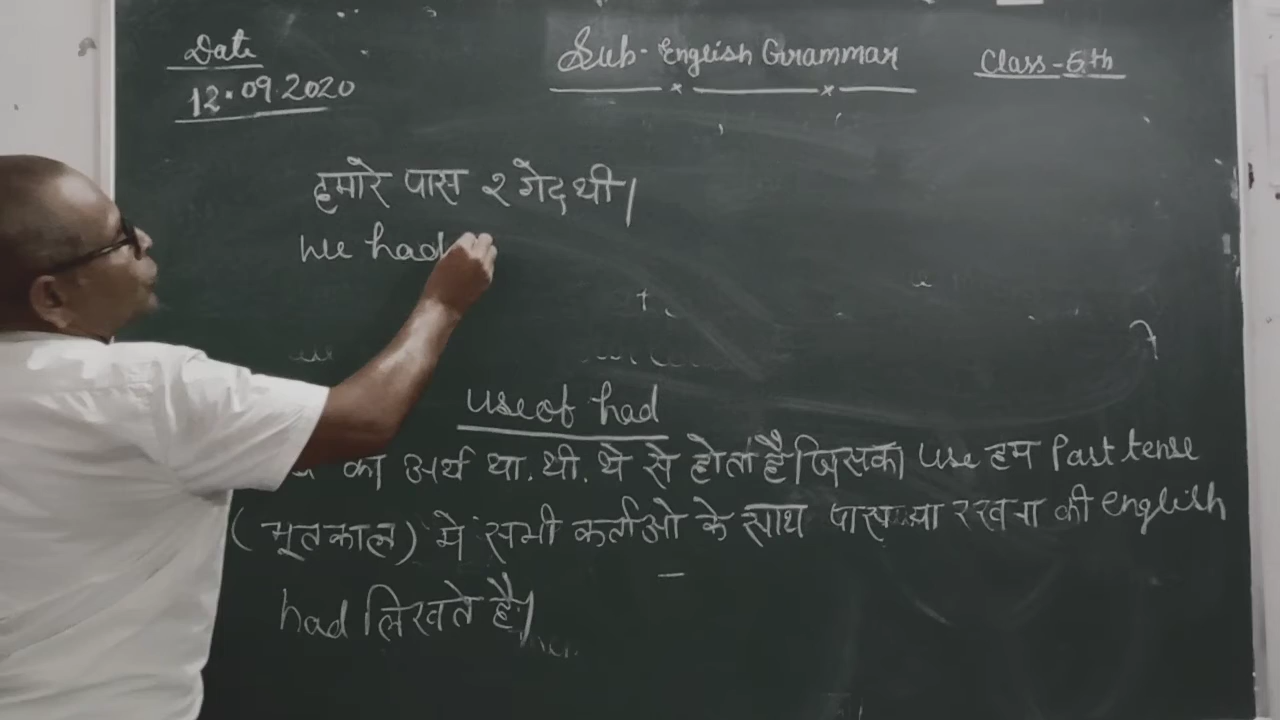 Date
12.09.2020
Sub- English Grammar
Class-6th
हमारे पास २ गेद थी।
We had
use of had
का अर्थ था. थी. थे से होता है। जिसका use हम Past tense
(भूतकाल) मे सभी कर्ताओ के साथ पास या रखना की english
had लिखते है।